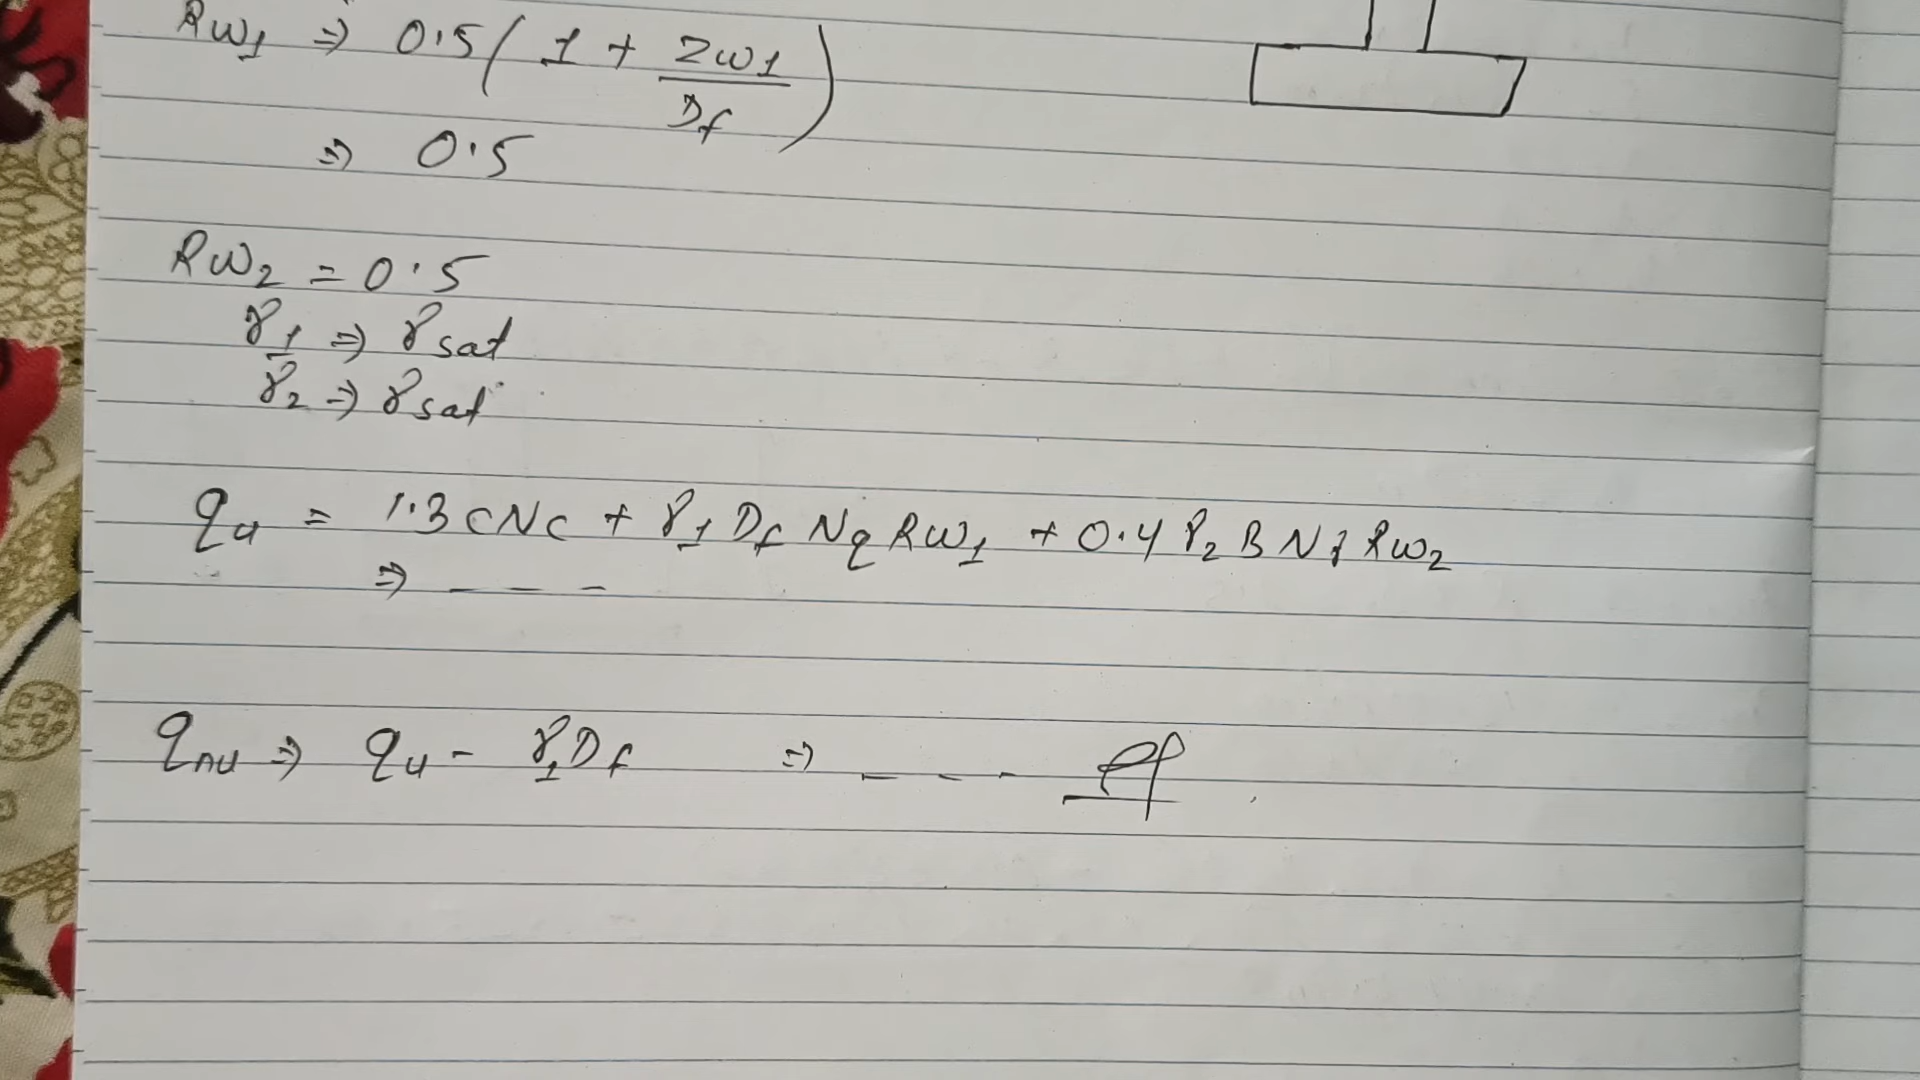 Rw1 ⇒ 0.5 ( 1 + Zw1 / Df )
⇒ 0.5
Rw2 = 0.5
γ1 ⇒ γsat
γ2 ⇒ γsat
qu = 1.3 cNc + γ1 Df Nq Rw1 + 0.4 γ2 B Nγ Rw2
⇒ - - -
qnu ⇒ qu - γ1Df ⇒ - - -